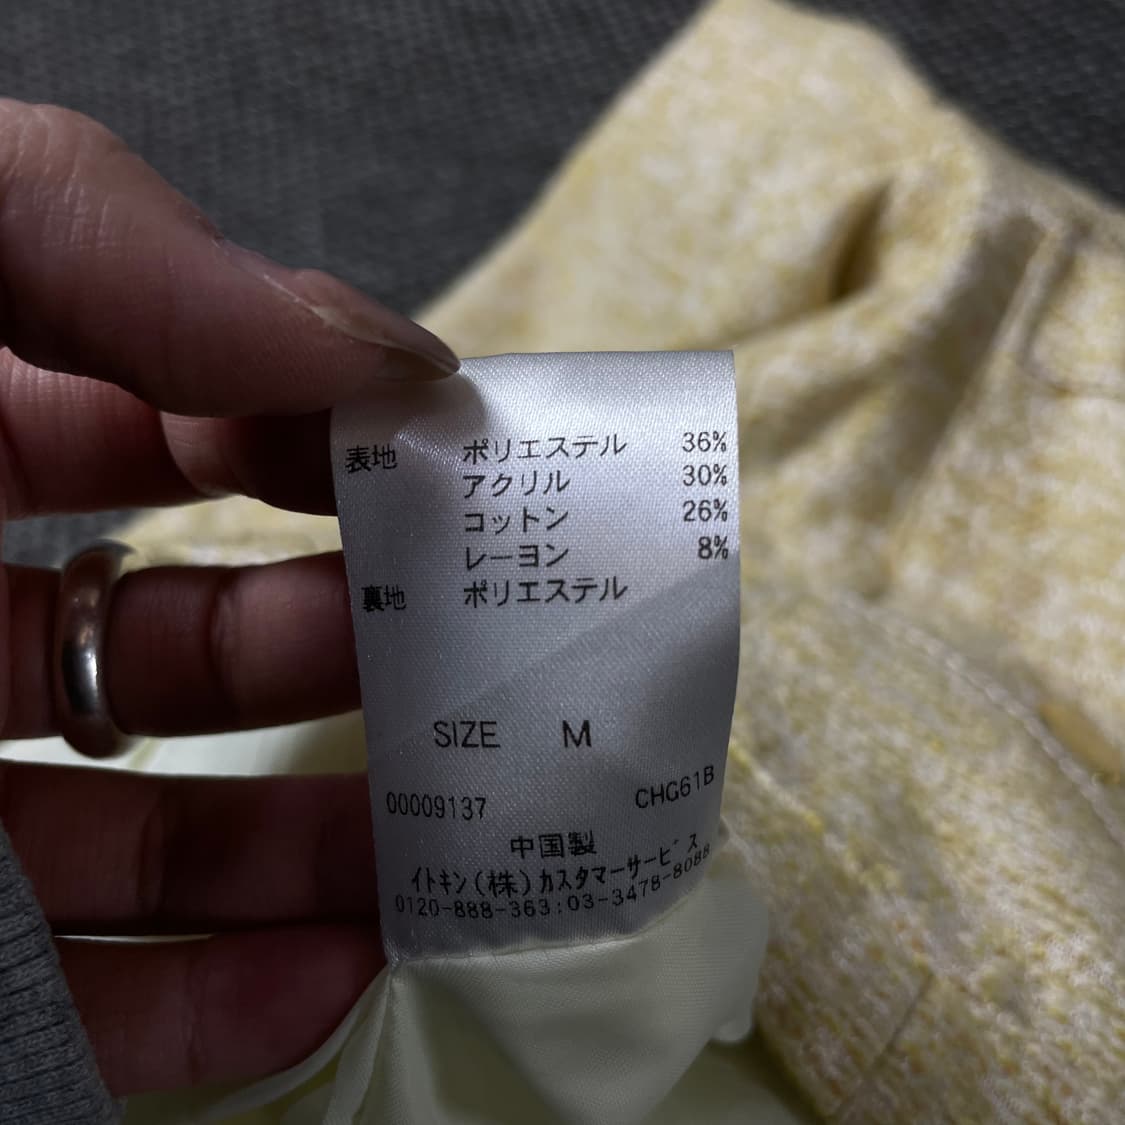 表地 ポリエステル 36%
アクリル 30%
コットン 26%
レーヨン 8%
裏地 ポリエステル
SIZE M
00009137 CHG61B
中国製
イトキン(株)カスタマーサービス
0120-888-363:03-3478-8088